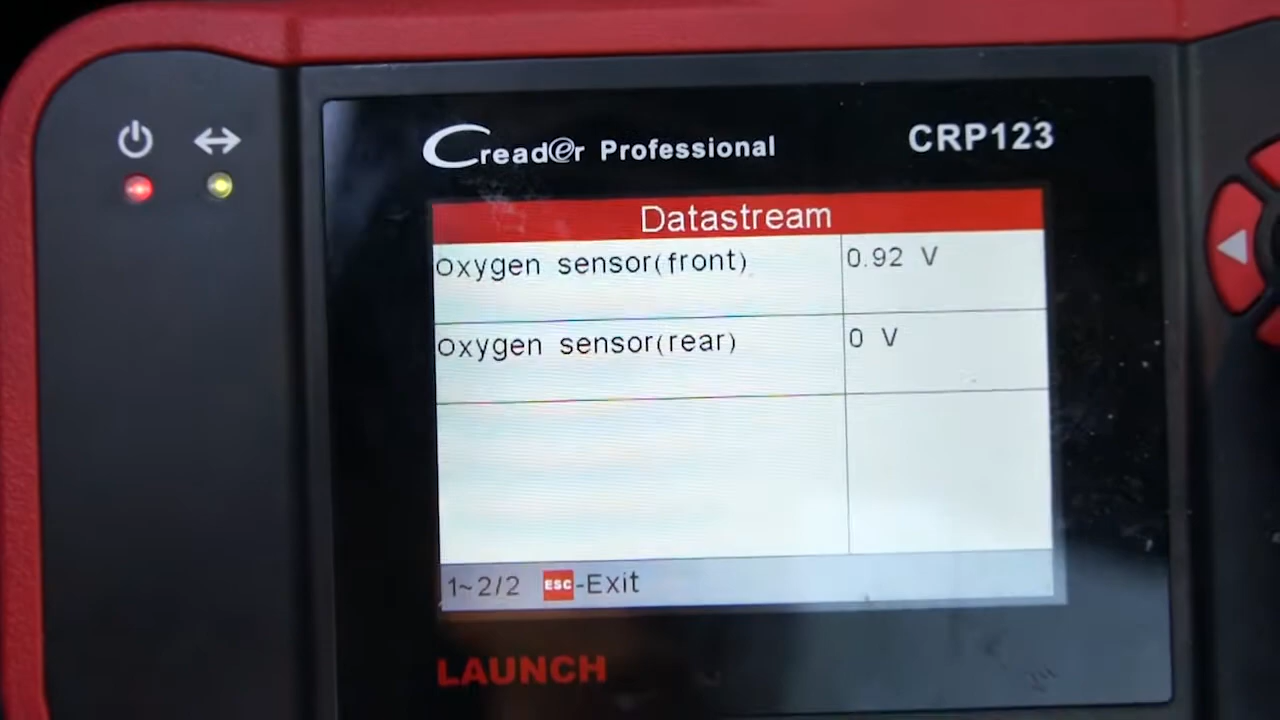 Creader Professional CRP123
Datastream
Oxygen sensor(front) 0.92 V
Oxygen sensor(rear) 0 V
1~2/2 ESC-Exit
LAUNCH